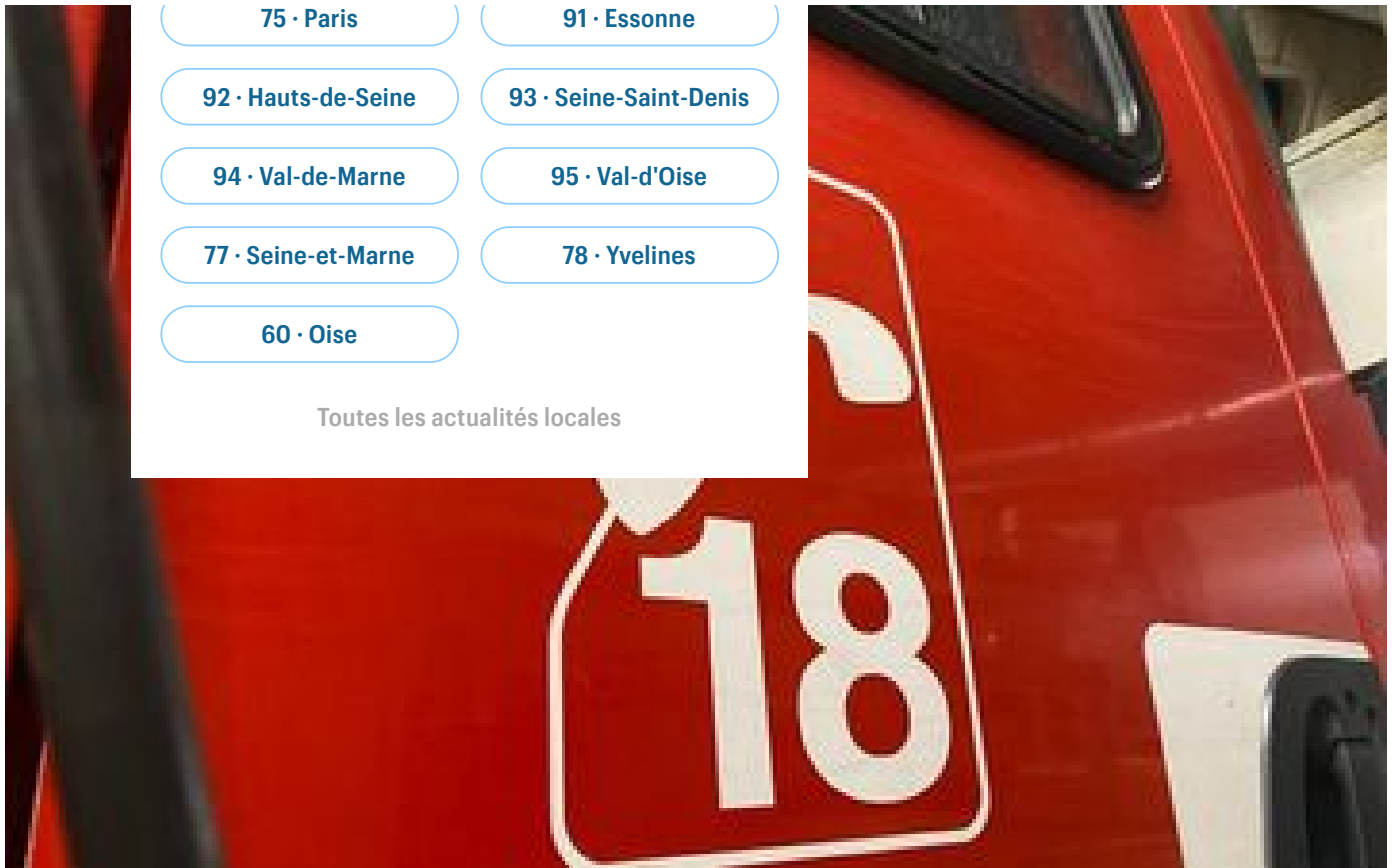 75 · Paris
91 · Essonne
92 · Hauts-de-Seine
93 · Seine-Saint-Denis
94 · Val-de-Marne
95 · Val-d'Oise
77 · Seine-et-Marne
78 · Yvelines
60 · Oise
Toutes les actualités locales
18